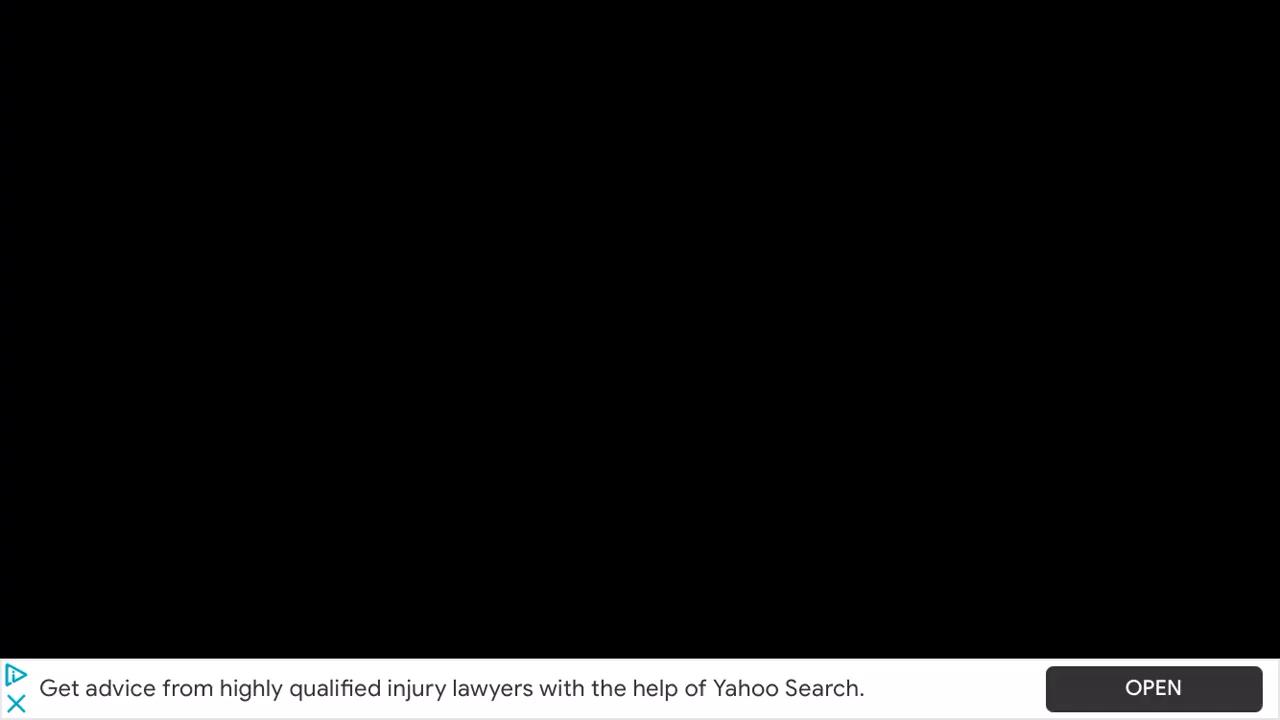 Get advice from highly qualified injury lawyers with the help of Yahoo Search.
OPEN